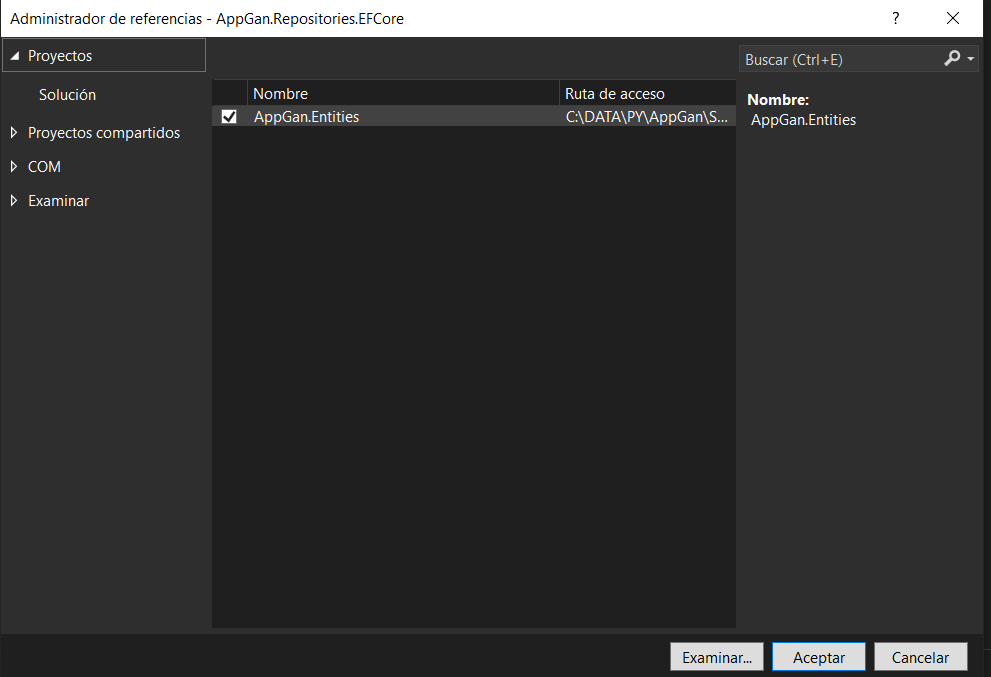 Administrador de referencias - AppGan.Repositories.EFCore
?
Proyectos
Solución
Proyectos compartidos
COM
Examinar
Nombre Ruta de acceso
AppGan.Entities C:\DATA\PY\AppGan\S...
Buscar (Ctrl+E)
Nombre:
AppGan.Entities
Examinar... Aceptar Cancelar